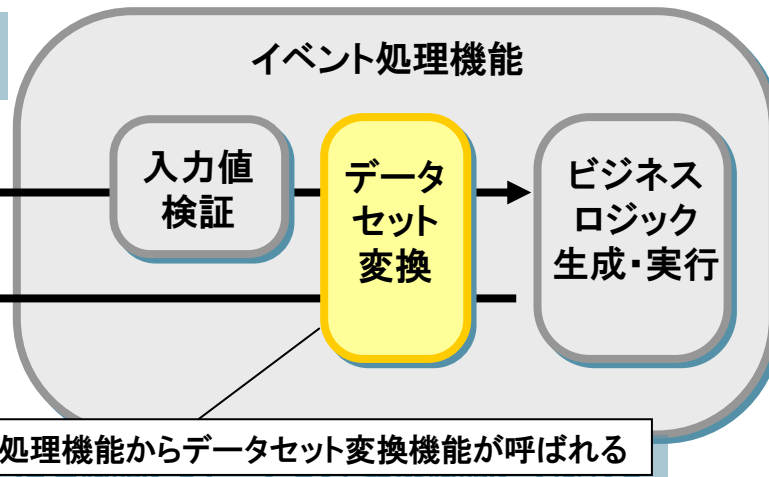 イベント処理機能
入力値
検証
データ
セット
変換
ビジネス
ロジック
生成・実行
処理機能からデータセット変換機能が呼ばれる